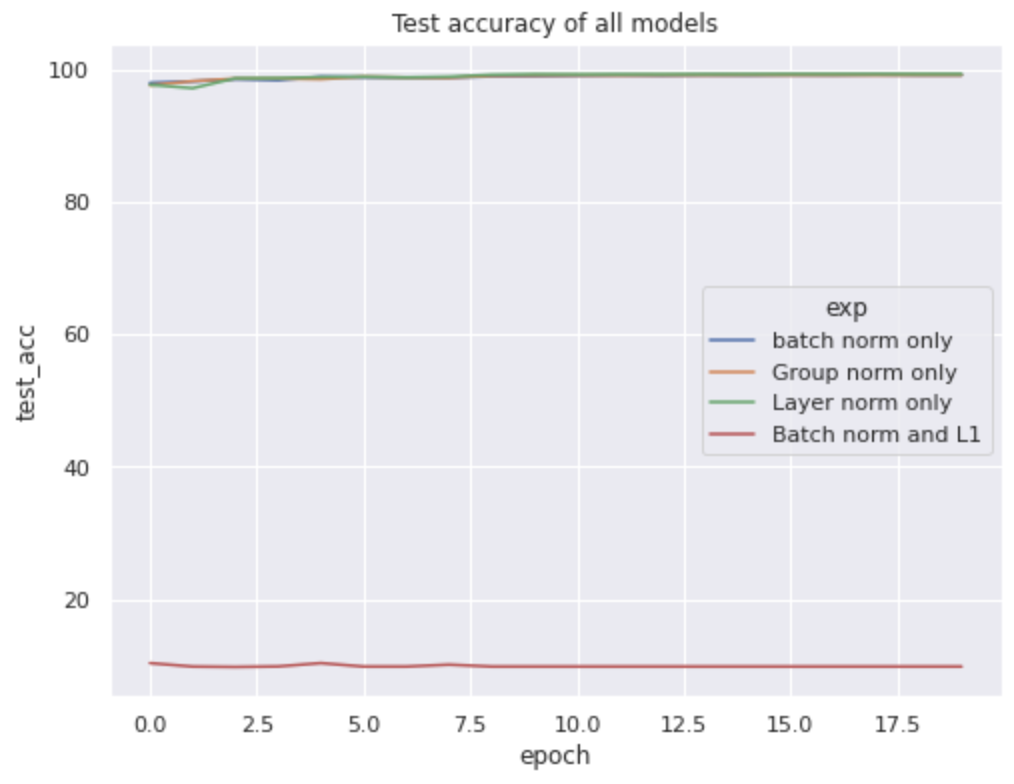 Test accuracy of all models
100
80
60
40
20
test_acc
exp
batch norm only
Group norm only
Layer norm only
Batch norm and L1
0.0 2.5 5.0 7.5 10.0 12.5 15.0 17.5
epoch